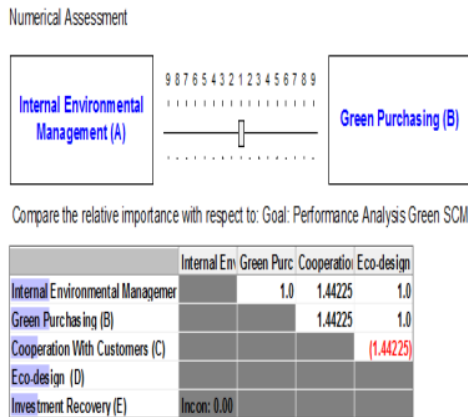 Numerical Assessment
Internal Environmental
Management (A)
9 8 7 6 5 4 3 2 1 2 3 4 5 6 7 8 9
Green Purchasing (B)
Compare the relative importance with respect to: Goal: Performance Analysis Green SCM
Internal Env Green Purc Cooperation Eco-design
Internal Environmental Managemer 1.0 1.44225 1.0
Green Purchasing (B) 1.44225 1.0
Cooperation With Customers (C) (1.44225)
Eco-design (D)
Investment Recovery (E) Incon: 0.00